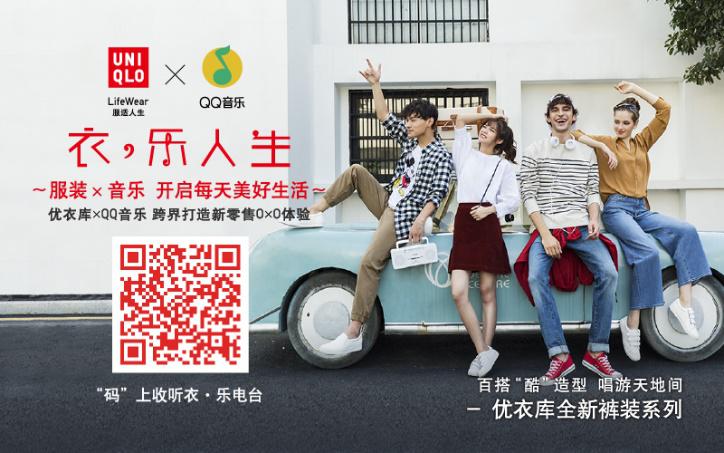 UNI
QLO
LifeWear
服适人生
×
QQ音乐
衣,乐人生
~服装×音乐 开启每天美好生活~
优衣库×QQ音乐 跨界打造新零售O×O体验
“码”上收听衣·乐电台
百搭“酷”造型 唱游天地间
— 优衣库全新裤装系列